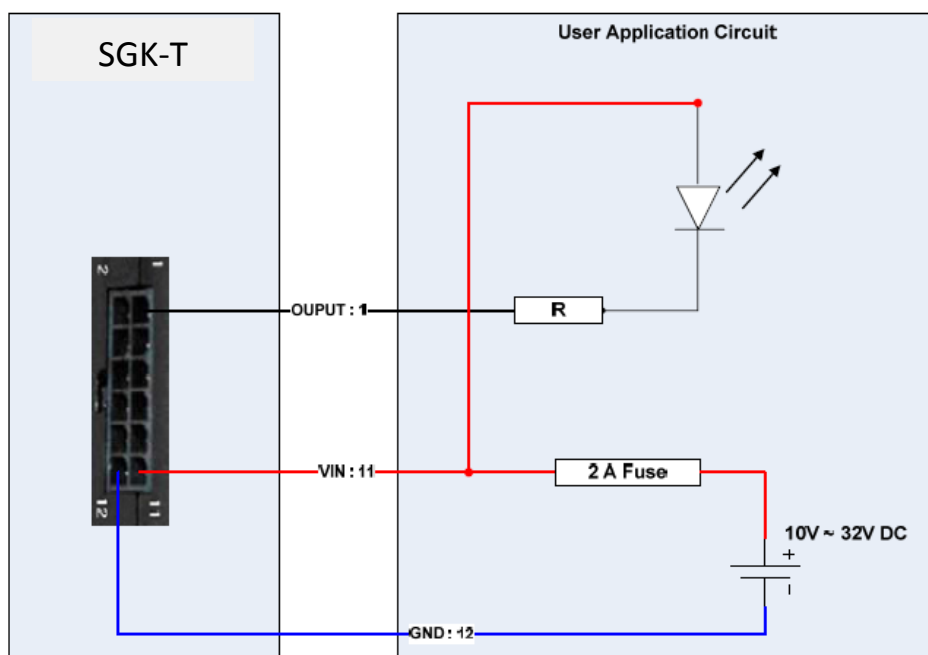 SGK-T
User Application Circuit
2
1
OUPUT : 1
R
VIN : 11
2 A Fuse
12
11
10V ~ 32V DC
+
-
GND : 12